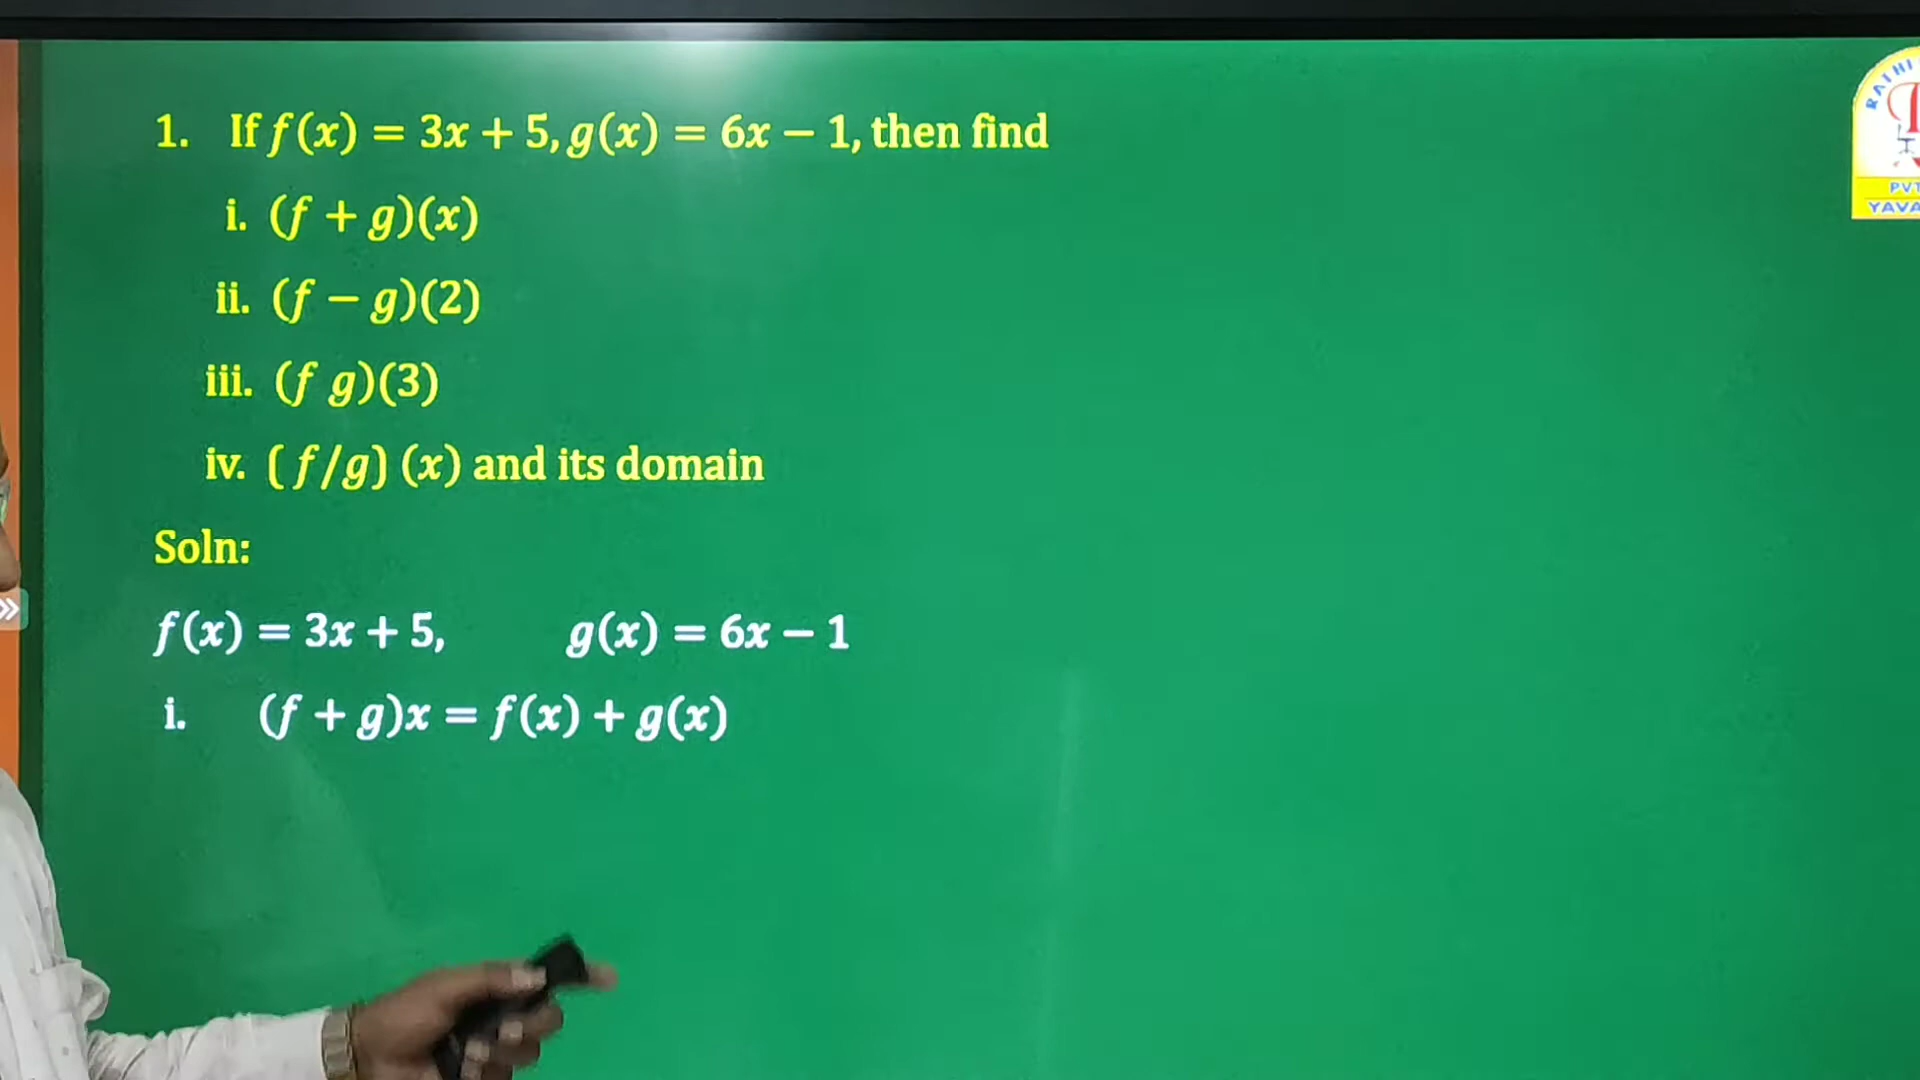 1. If f(x) = 3x + 5, g(x) = 6x − 1, then find
i. (f + g)(x)
ii. (f − g)(2)
iii. (f g)(3)
iv. (f/g) (x) and its domain
Soln:
f(x) = 3x + 5, g(x) = 6x − 1
i. (f + g)x = f(x) + g(x)
RATHI